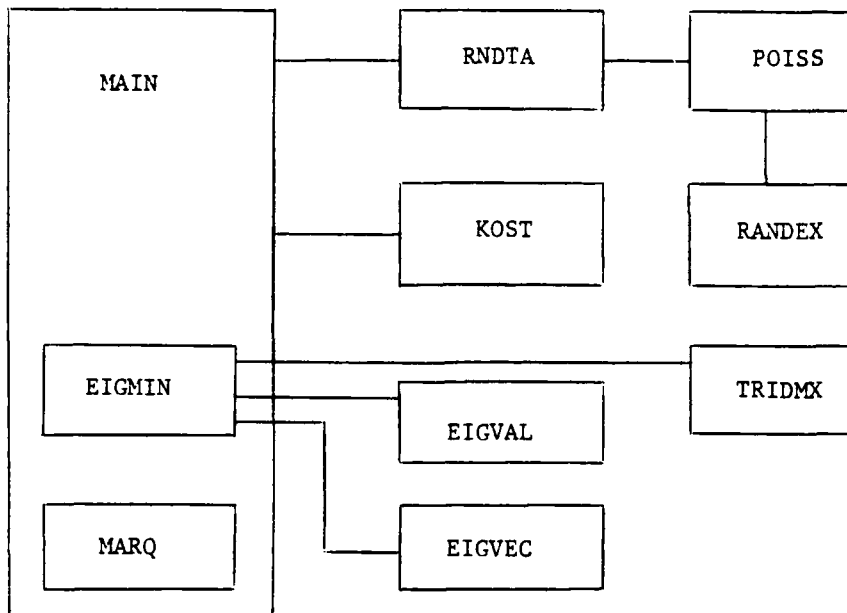 MAIN
RNDTA
POISS
KOST
RANDEX
EIGMIN
TRIDMX
EIGVAL
MARQ
EIGVEC